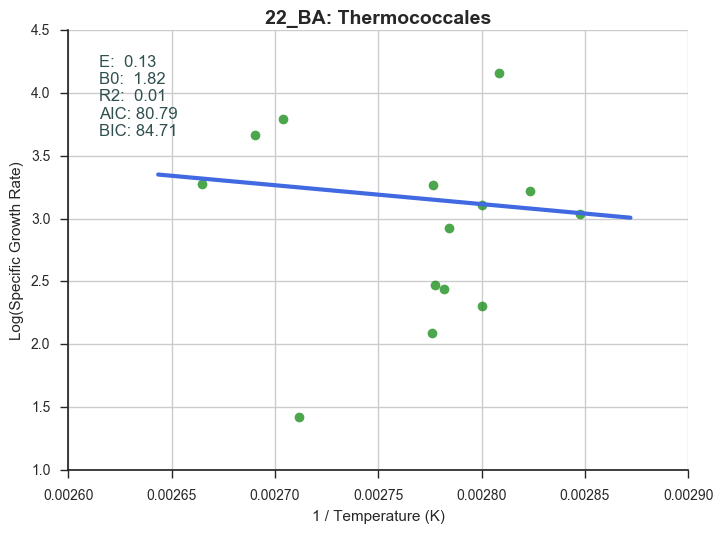 22_BA: Thermococcales
E:  0.13
B0:  1.82
R2:  0.01
AIC: 80.79
BIC: 84.71
Log(Specific Growth Rate)
4.5
4.0
3.5
3.0
2.5
2.0
1.5
1.0
0.00260 0.00265 0.00270 0.00275 0.00280 0.00285 0.00290
1 / Temperature (K)